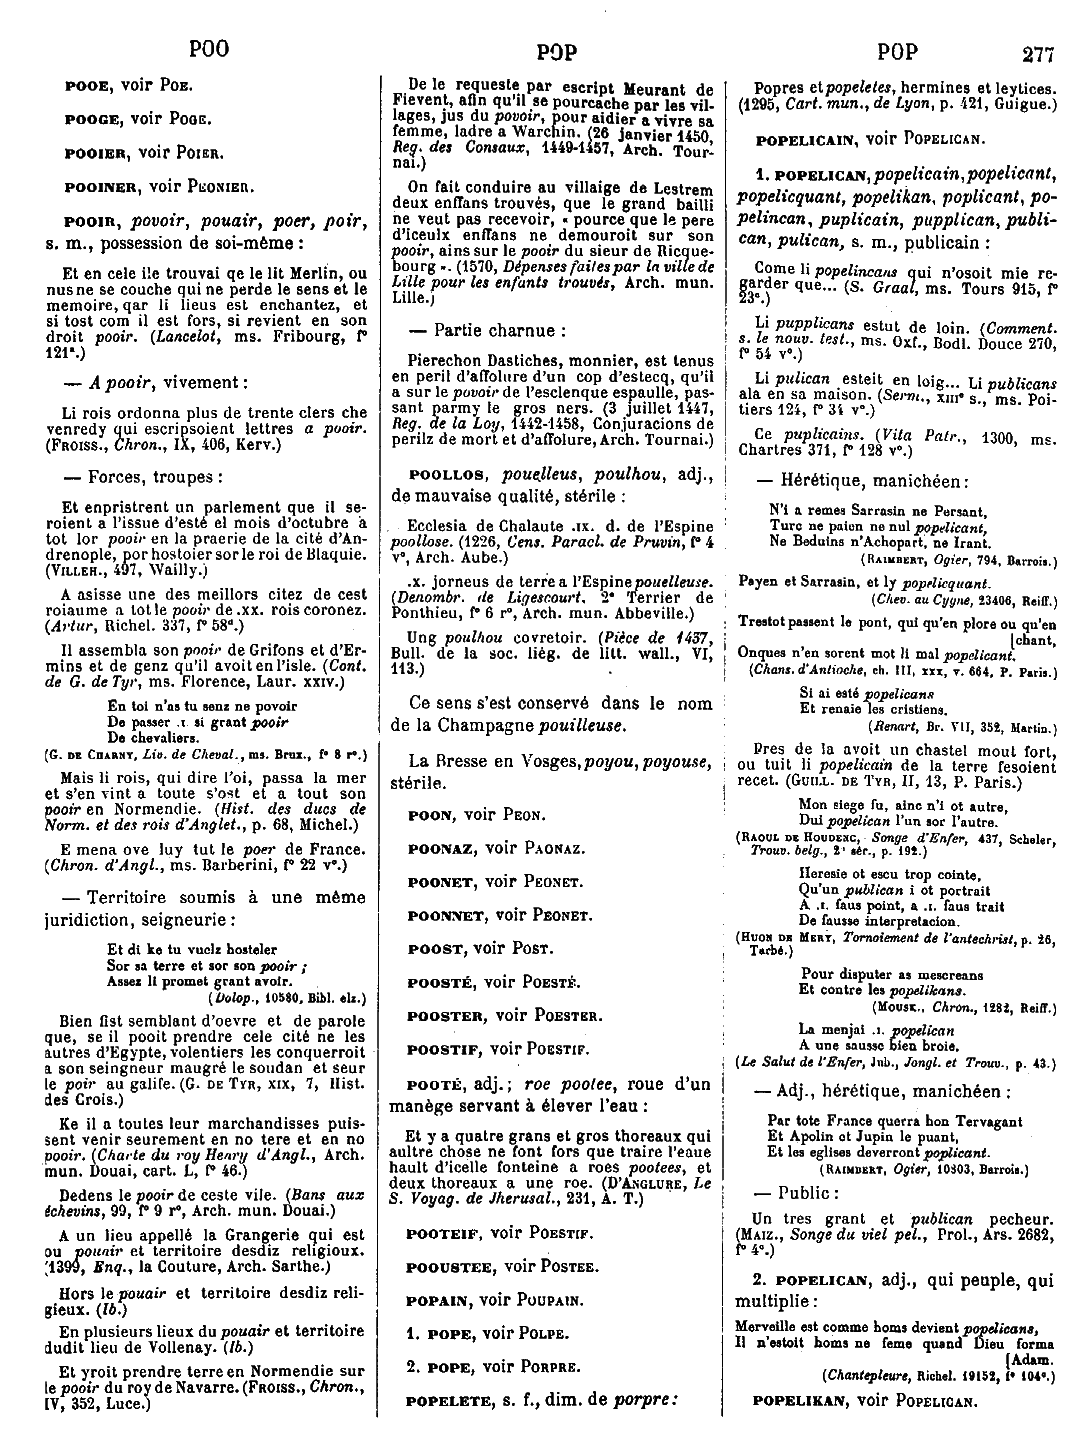 POO
POP
POP 277
POOE, voir POE.
POOGE, voir POGE.
POOIER, voir POIER.
POOINER, voir PEONIER.
POOIR, povoir, pouair, poer, poir,
s. m., possession de soi-même :
Et en cele ile trouvai qe le lit Merlin, ou
nus ne se couche qui ne perde le sens et le
memoire, qar li lieus est enchantez, et
si tost com il est fors, si revient en son
droit pooir. (Lancelot, ms. Fribourg, f°
121ª.)
— A pooir, vivement :
Li rois ordonna plus de trente clers che
venredy qui escripsoient lettres a pooir.
(FROISS., Chron., IX, 406, Kerv.)
— Forces, troupes :
Et enpristrent un parlement que il se-
roient a l'issue d'esté el mois d'octubre a
tot lor pooir en la praerie de la cité d'An-
drenople, por hostoier sor le roi de Blaquie.
(VILLEH., 497, Wailly.)
A asisse une des meillors citez de cest
roiaume a tot le pooir de .xx. rois coronez.
(Artur, Richel. 337, f° 58ᵈ.)
Il assembla son pooir de Grifons et d'Er-
mins et de genz qu'il avoit en l'isle. (Cont.
de G. de Tyr, ms. Florence, Laur. XXIV.)
En toi n'as tu senz ne povoir
De passer .I. si grant pooir
De chevaliers.
(G. DE CHARNY, Liv. de Cheval., ms. Brux., f° 8 r°.)
Mais li rois, qui dire l'oi, passa la mer
et s'en vint a toute s'ost et a tout son
pooir en Normendie. (Hist. des ducs de
Norm. et des rois d'Anglet., p. 68, Michel.)
E mena ove luy tut le poer de France.
(Chron. d'Angl., ms. Barberini, f° 22 v°.)
— Territoire soumis à une même
juridiction, seigneurie :
Et di ke tu vuelz hosteler
Sor sa terre et sor son pooir ;
Assez li promet grant avoir.
(Dolop., 10580, Bibl. elz.)
Bien fist semblant d'oevre et de parole
que, se il pooit prendre cele cité ne les
autres d'Egypte, volentiers les conquerroit
a son seingneur maugré le soudan et seur
le poir au galife. (G. DE TYR, XIX, 7, Hist.
des Crois.)
Ke il a toutes leur marchandisses puis-
sent venir seurement en no tere et en no
pooir. (Charte du roy Henry d'Angl., Arch.
mun. Douai, cart. L, f° 46.)
Dedens le pooir de ceste vile. (Bans aux
échevins, 99, f° 9 r°, Arch. mun. Douai.)
A un lieu appellé la Grangerie qui est
ou pouair et territoire desdiz religioux.
(1399, Enq., la Couture, Arch. Sarthe.)
Hors le pouair et territoire desdiz reli-
gieux. (Ib.)
En plusieurs lieux du pouair et territoire
dudit lieu de Vollenay. (Ib.)
Et yroit prendre terre en Normendie sur
le pooir du roy de Navarre. (FROISS., Chron.,
IV, 352, Luce.)
De le requeste par escript Meurant de
Flevent, afin qu'il se pourcache par les vil-
lages, jus du povoir, pour aidier a vivre sa
femme, ladre a Warchin. (26 janvier 1450,
Reg. des Consaux, 1449-1457, Arch. Tour-
nai.)
On fait conduire au villaige de Lestrem
deux enffans trouvés, que le grand bailli
ne veut pas recevoir, « pource que le pere
d'iceulx enffans ne demouroit sur son
pooir, ains sur le pooir du sieur de Ricque-
bourg ». (1570, Dépenses faites par la ville de
Lille pour les enfants trouvés, Arch. mun.
Lille.)
— Partie charnue :
Pierechon Dastiches, monnier, est tenus
en peril d'affolure d'un cop d'estecq, qu'il
a sur le povoir de l'esclenque espaulle, pas-
sant parmy le gros ners. (3 juillet 1447,
Reg. de la Loy, 1442-1458, Conjuracions de
perilz de mort et d'affolure, Arch. Tournai.)
POOLLOS, pouelleus, poulhou, adj.,
de mauvaise qualité, stérile :
Ecclesia de Chalaute .IX. d. de l'Espine
poollose. (1226, Cens. Paracl. de Pruvin, f° 4
v°, Arch. Aube.)
.X. jorneus de terre a l'Espine pouelleuse.
(Denombr. de Ligescourt, 2ᵉ Terrier de
Ponthieu, f° 6 r°, Arch. mun. Abbeville.)
Ung poulhou covretoir. (Pièce de 1437,
Bull. de la soc. liég. de litt. wall., VI,
113.)
Ce sens s'est conservé dans le nom
de la Champagne pouilleuse.
La Bresse en Vosges, poyou, poyouse,
stérile.
POON, voir PEON.
POONAZ, voir PAONAZ.
POONET, voir PEONET.
POONNET, voir PEONET.
POOST, voir POST.
POOSTÉ, voir POESTÉ.
POOSTER, voir POESTER.
POOSTIF, voir POESTIF.
POOTÉ, adj. ; roe pootee, roue d'un
manège servant à élever l'eau :
Et y a quatre grans et gros thoreaux qui
aultre chose ne font fors que traire l'eaue
hault d'icelle fonteine a roes pootees, et
deux thoreaux a une roe. (D'ANGLURE, Le
S. Voyag. de Jherusal., 231, A. T.)
POOTEIF, voir POESTIF.
POOUSTEE, voir POSTEE.
POPAIN, voir POUPAIN.
1. POPE, voir POLPE.
2. POPE, voir PORPRE.
POPELETE, s. f., dim. de porpre :
Popres et popeletes, hermines et leytices.
(1295, Cart. mun., de Lyon, p. 421, Guigue.)
POPELICAIN, voir POPELICAN.
1. POPELICAN, popelicain, popelicant,
popelicquant, popelikan, poplicant, po-
pelincan, puplicain, pupplican, publi-
can, pulican, s. m., publicain :
Come li popelincans qui n'osoit mie re-
garder que... (S. Graal, ms. Tours 915, f°
23ᵉ.)
Li pupplicans estut de loin. (Comment.
s. le nouv. test., ms. Oxf., Bodl. Douce 270,
f° 54 v°.)
Li pulican esteit en loig... Li publicans
ala en sa maison. (Serm., XIIIᵉ s., ms. Poi-
tiers 124, f° 34 v°.)
Ce puplicains. (Vita Patr., 1300, ms.
Chartres 371, f° 128 v°.)
— Hérétique, manichéen :
N'i a remes Sarrasin ne Persant,
Turc ne paien ne nul popelicant,
Ne Beduins n'Achopart, ne Irant.
(RAIMBERT, Ogier, 794, Barrois.)
Payen et Sarrasin, et ly popelicquant.
(Chev. au Cygne, 23406, Reiff.)
Trestot passent le pont, qui qu'en plore ou qu'en
[chant,
Onques n'en sorent mot li mal popelicant.
(Chans. d'Antioche, ch. III, XXX, v. 664, P. Paris.)
Si ai esté popelicans
Et renaie les cristiens.
(Renart, Br. VII, 352, Martin.)
Pres de la avoit un chastel mout fort,
ou tuit li popelicain de la terre fesoient
recet. (GUILL. DE TYR, II, 13, P. Paris.)
Mon siege fu, ainc n'i ot autre,
Dui popelican l'un sor l'autre.
(RAOUL DE HOUDENC, Songe d'Enfer, 437, Scheler,
Trouv. belg., 2ᵉ sér., p. 192.)
Heresie ot escu trop cointe,
Qu'un publican i ot portrait
A .I. faus point, a .I. faus trait
De fausse interpretacion.
(HUON DE MERY, Tornoiement de l'antechrist, p. 26,
Tarbé.)
Pour disputer as mescreans
Et contre les popelikans.
(MOUSK., Chron., 1282, Reiff.)
La menjai .I. popelican
A une sausse bien broie.
(Le Salut de l'Enfer, Jub., Jongl. et Trouv., p. 43.)
— Adj., hérétique, manichéen :
Par tote France querra bon Tervagant
Et Apolin et Jupin le puant,
Et les eglises deverront poplicant.
(RAIMBERT, Ogier, 10303, Barrois.)
— Public :
Un tres grant et publican pecheur.
(MAIZ., Songe du viel pel., Prol., Ars. 2682,
f° 4ᵉ.)
2. POPELICAN, adj., qui peuple, qui
multiplie :
Merveille est comme homs devient popelicans,
Il n'estoit homs ne feme quand Dieu forma
[Adam.
(Chantepleure, Richel. 19152, f° 104ᵉ.)
POPELIKAN, voir POPELICAN.